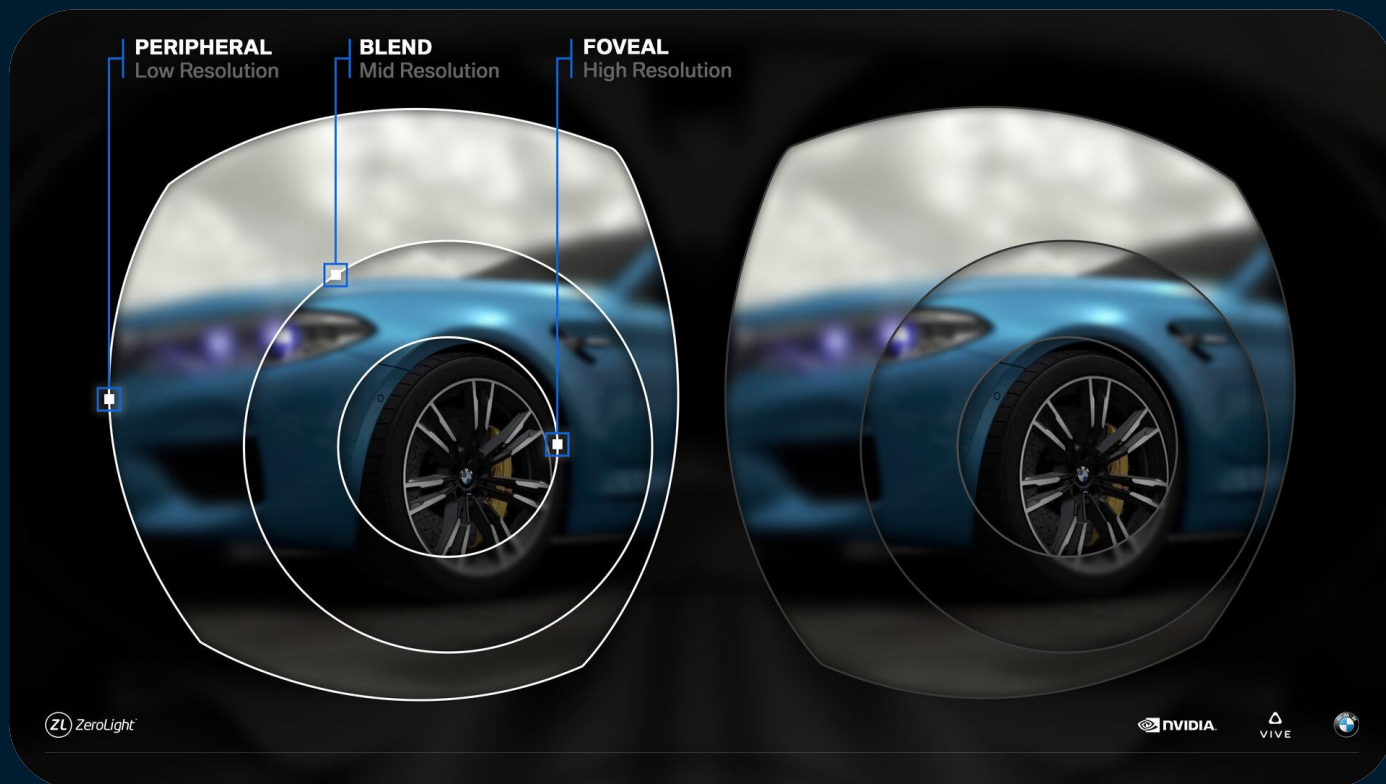 PERIPHERAL
Low Resolution
BLEND
Mid Resolution
FOVEAL
High Resolution
ZL ZeroLight
NVIDIA.
VIVE